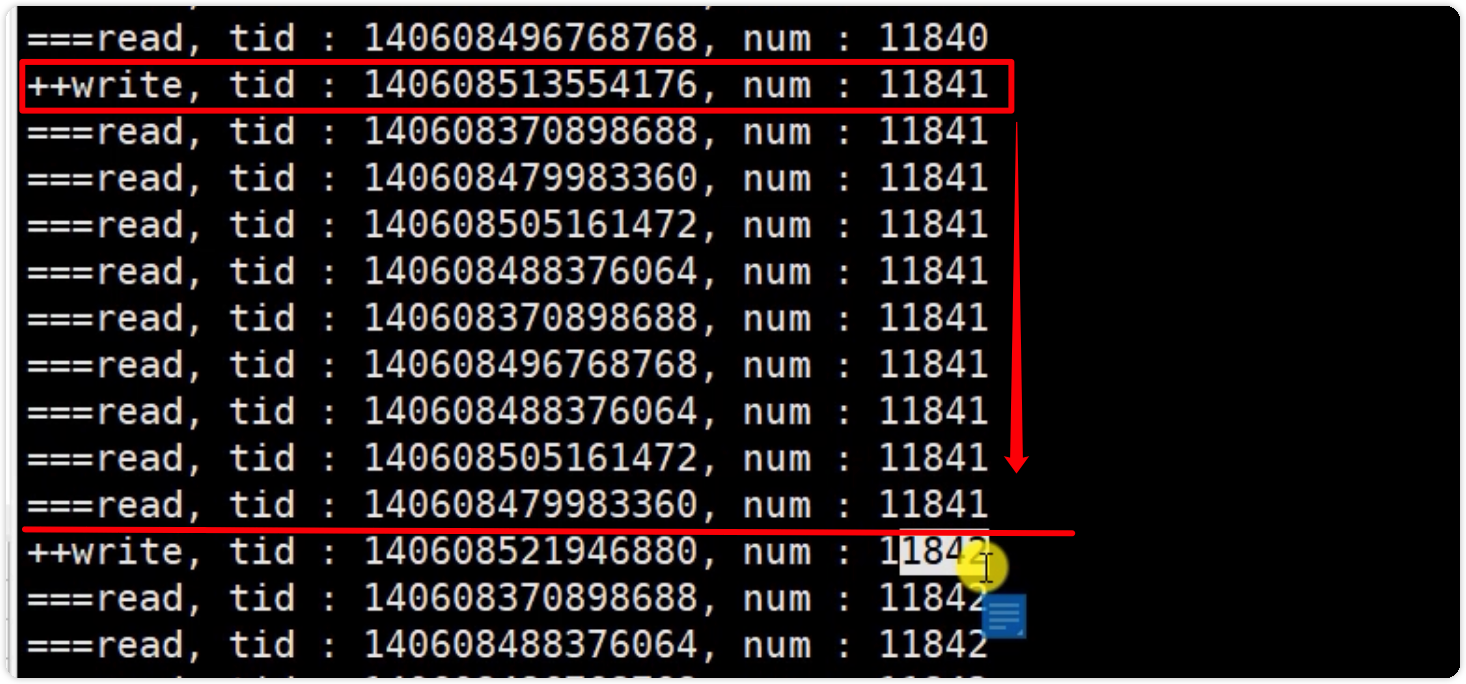 ===read, tid : 140608496768768, num : 11840
++write, tid : 140608513554176, num : 11841
===read, tid : 140608370898688, num : 11841
===read, tid : 140608479983360, num : 11841
===read, tid : 140608505161472, num : 11841
===read, tid : 140608488376064, num : 11841
===read, tid : 140608370898688, num : 11841
===read, tid : 140608496768768, num : 11841
===read, tid : 140608488376064, num : 11841
===read, tid : 140608505161472, num : 11841
===read, tid : 140608479983360, num : 11841
++write, tid : 140608521946880, num : 11842
===read, tid : 140608370898688, num : 11842
===read, tid : 140608488376064, num : 11842